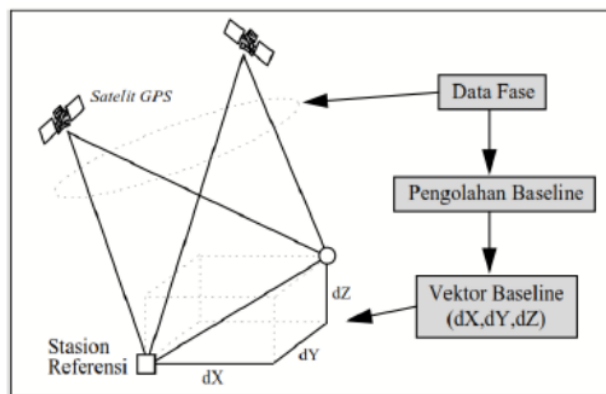 Satelit GPS
Data Fase
Pengolahan Baseline
dZ
Vektor Baseline
(dX,dY,dZ)
Stasion
Referensi
dY
dX